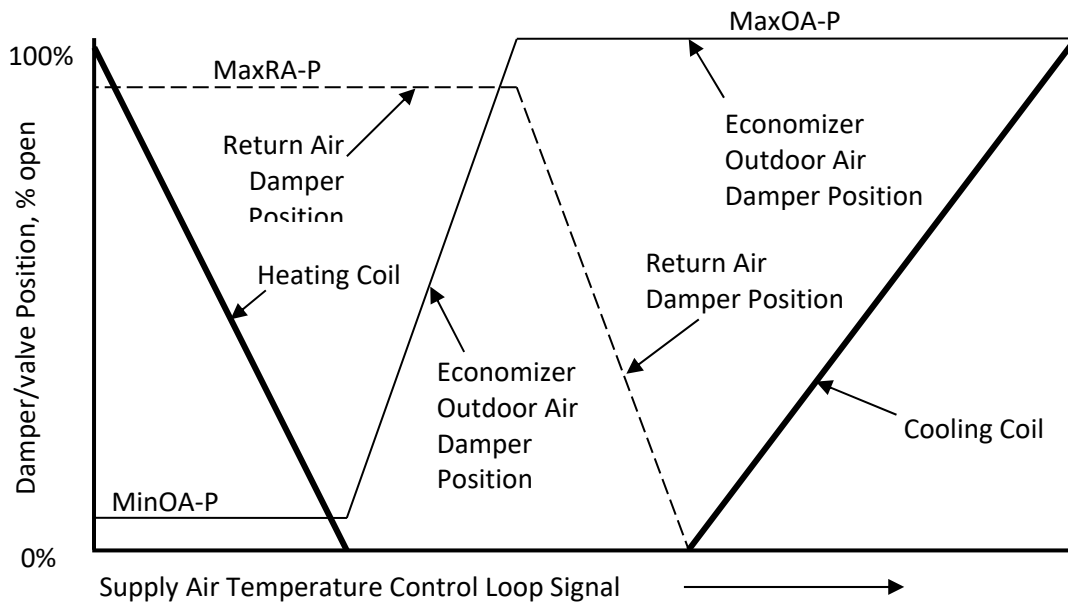 100%
MaxRA-P
MaxOA-P
Return Air
Damper
Position
Economizer
Outdoor Air
Damper Position
Heating Coil
Return Air
Damper Position
Economizer
Outdoor Air
Damper
Position
Cooling Coil
MinOA-P
0%
Damper/valve Position, % open
Supply Air Temperature Control Loop Signal